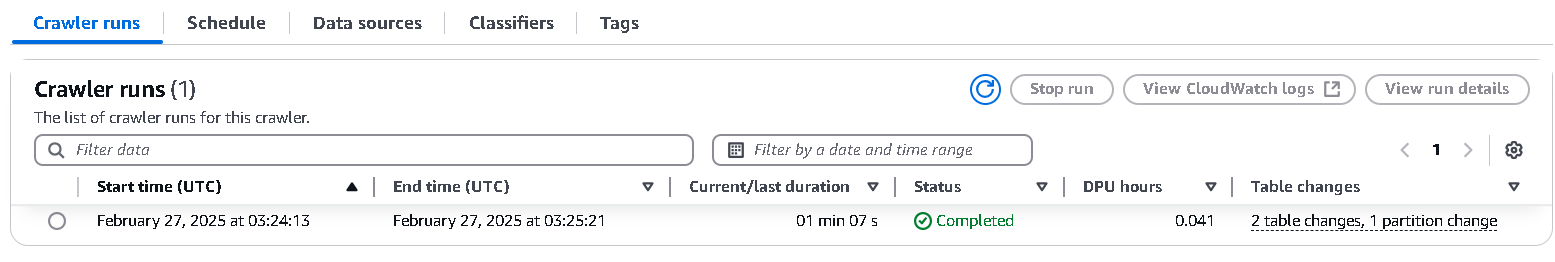 Crawler runs Schedule Data sources Classifiers Tags
Crawler runs (1) Stop run View CloudWatch logs View run details
The list of crawler runs for this crawler.
Filter data Filter by a date and time range 1
Start time (UTC) End time (UTC) Current/last duration Status DPU hours Table changes
February 27, 2025 at 03:24:13 February 27, 2025 at 03:25:21 01 min 07 s Completed 0.041 2 table changes, 1 partition change